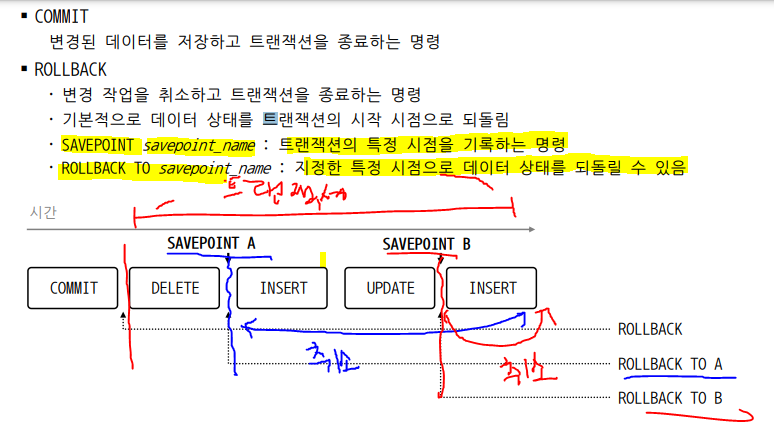 ▪ COMMIT
변경된 데이터를 저장하고 트랜잭션을 종료하는 명령
▪ ROLLBACK
· 변경 작업을 취소하고 트랜잭션을 종료하는 명령
· 기본적으로 데이터 상태를 트랜잭션의 시작 시점으로 되돌림
· SAVEPOINT savepoint_name : 트랜잭션의 특정 시점을 기록하는 명령
· ROLLBACK TO savepoint_name : 지정한 특정 시점으로 데이터 상태를 되돌릴 수 있음
시간
SAVEPOINT A SAVEPOINT B
COMMIT DELETE INSERT UPDATE INSERT
ROLLBACK
취소 ROLLBACK TO A
취소
ROLLBACK TO B